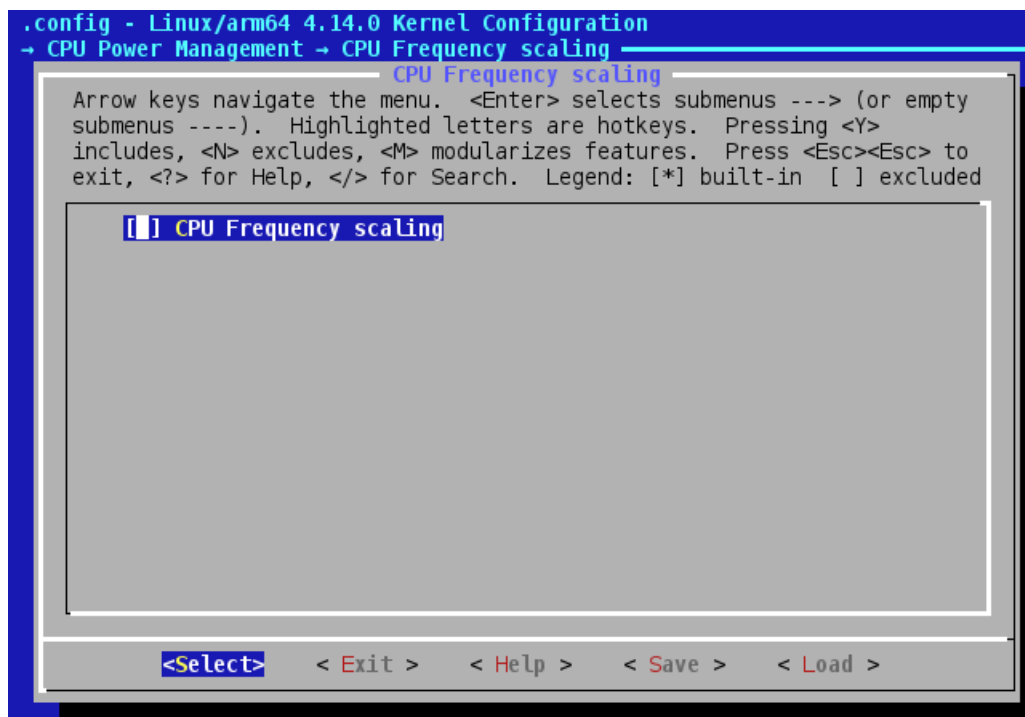 .config - Linux/arm64 4.14.0 Kernel Configuration
→ CPU Power Management → CPU Frequency scaling
CPU Frequency scaling
Arrow keys navigate the menu.  <Enter> selects submenus ---> (or empty
submenus ----).  Highlighted letters are hotkeys.  Pressing <Y>
includes, <N> excludes, <M> modularizes features.  Press <Esc><Esc> to
exit, <?> for Help, </> for Search.  Legend: [*] built-in  [ ] excluded
[ ] CPU Frequency scaling
<Select>    < Exit >    < Help >    < Save >    < Load >